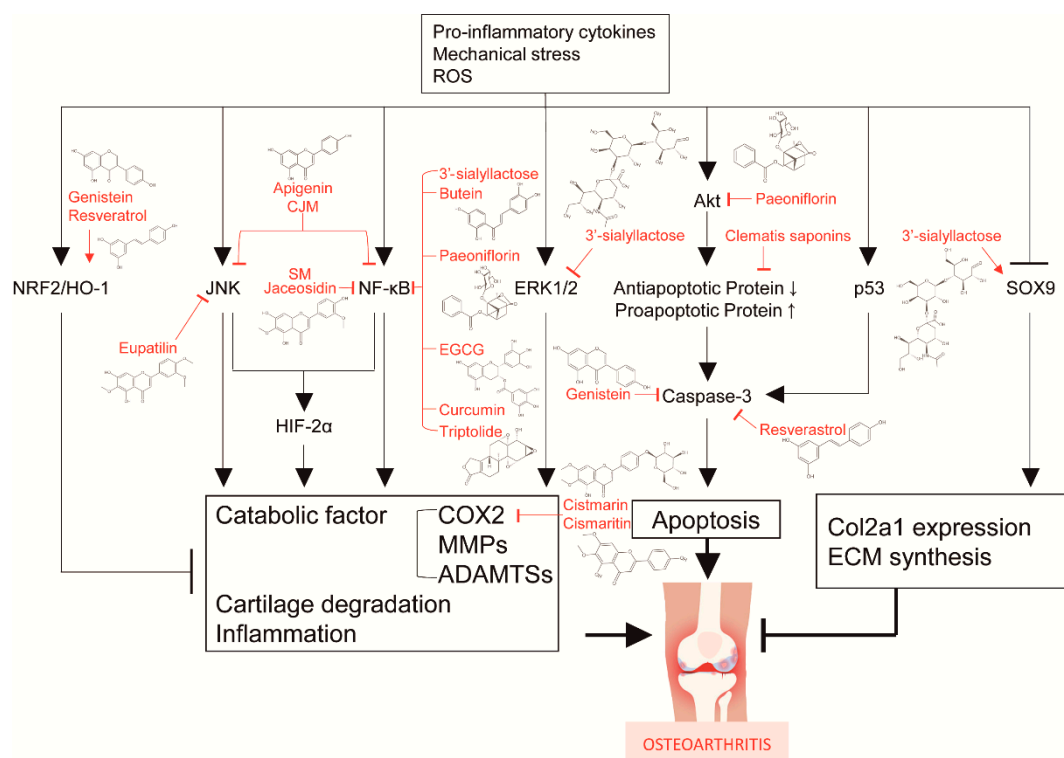 Pro-inflammatory cytokines
Mechanical stress
ROS
Genistein
Resveratrol
NRF2/HO-1
Apigenin
CJM
JNK
Eupatilin
SM
Jaceosidin
NF-κB
3'-sialyllactose
Butein
Paeoniflorin
EGCG
Curcumin
Triptolide
HIF-2α
3'-sialyllactose
ERK1/2
Akt
Paeoniflorin
Clematis saponins
Antiapoptotic Protein ↓
Proapoptotic Protein ↑
p53
3'-sialyllactose
SOX9
Genistein
Caspase-3
Resverastrol
Catabolic factor
COX2
MMPs
ADAMTSs
Cartilage degradation
Inflammation
Cistmarin
Cismaritin
Apoptosis
Col2a1 expression
ECM synthesis
OSTEOARTHRITIS